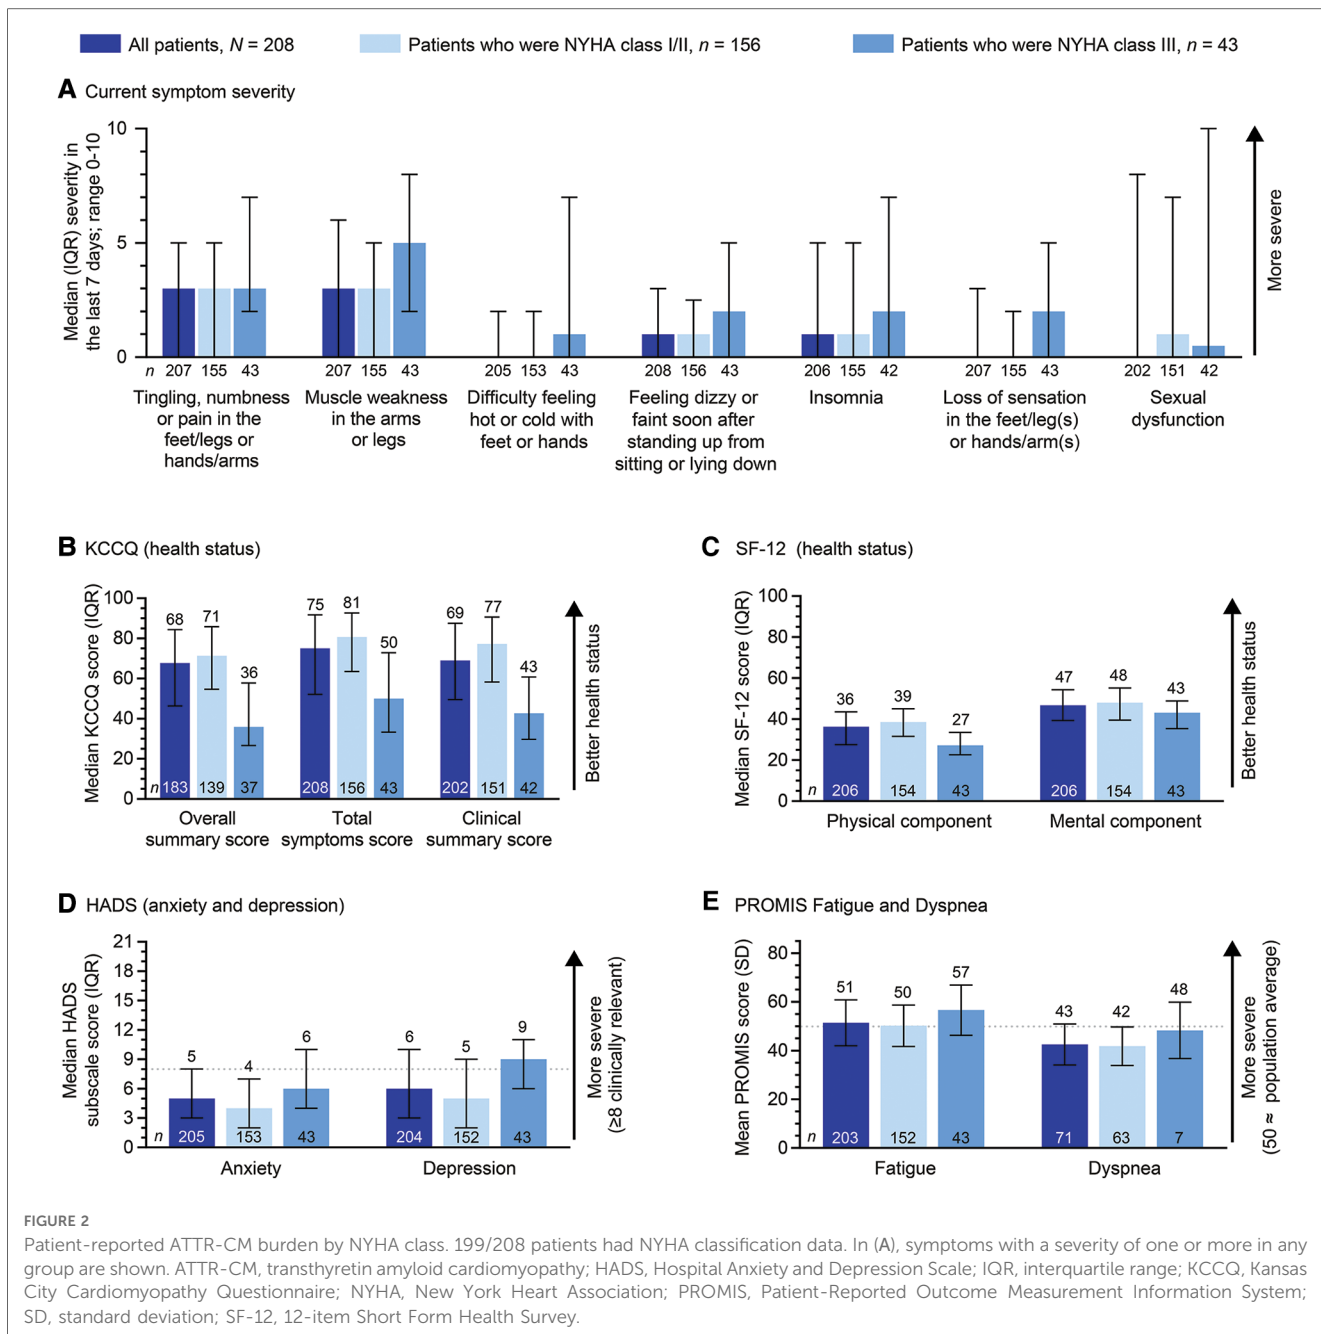 All patients, N = 208
Patients who were NYHA class I/II, n = 156
Patients who were NYHA class III, n = 43
A Current symptom severity
Median (IQR) severity in
the last 7 days; range 0-10
10
5
0
More severe
n 207 155 43 207 155 43 205 153 43 208 156 43 206 155 42 207 155 43 202 151 42
Tingling, numbness
or pain in the
feet/legs or
hands/arms
Muscle weakness
in the arms
or legs
Difficulty feeling
hot or cold with
feet or hands
Feeling dizzy or
faint soon after
standing up from
sitting or lying down
Insomnia
Loss of sensation
in the feet/leg(s)
or hands/arm(s)
Sexual
dysfunction
B KCCQ (health status)
Median KCCQ score (IQR)
100
80
60
40
20
0
68 71 36 75 81 50 69 77 43
n 183 139 37 208 156 43 202 151 42
Overall
summary score
Total
symptoms score
Clinical
summary score
Better health status
C SF-12 (health status)
Median SF-12 score (IQR)
100
80
60
40
20
0
36 39 27 47 48 43
n 206 154 43 206 154 43
Physical component
Mental component
Better health status
D HADS (anxiety and depression)
Median HADS
subscale score (IQR)
21
18
15
12
9
6
3
0
5 4 6 6 5 9
n 205 153 43 204 152 43
Anxiety
Depression
More severe
(≥8 clinically relevant)
E PROMIS Fatigue and Dyspnea
Mean PROMIS score (SD)
80
60
40
20
0
51 50 57 43 42 48
n 203 152 43 71 63 7
Fatigue
Dyspnea
More severe
(50 ≈ population average)
FIGURE 2
Patient-reported ATTR-CM burden by NYHA class. 199/208 patients had NYHA classification data. In (A), symptoms with a severity of one or more in any
group are shown. ATTR-CM, transthyretin amyloid cardiomyopathy; HADS, Hospital Anxiety and Depression Scale; IQR, interquartile range; KCCQ, Kansas
City Cardiomyopathy Questionnaire; NYHA, New York Heart Association; PROMIS, Patient-Reported Outcome Measurement Information System;
SD, standard deviation; SF-12, 12-item Short Form Health Survey.